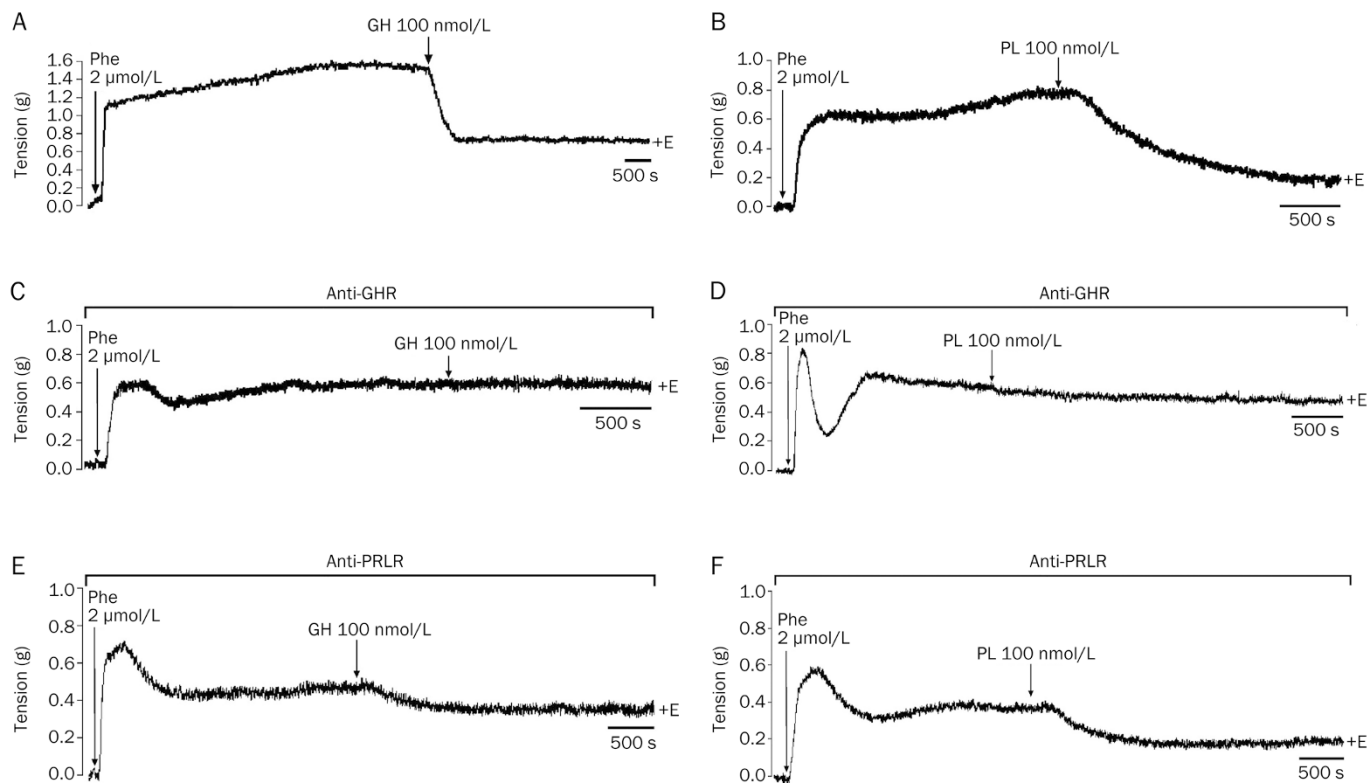 A
Phe
2 μmol/L
GH 100 nmol/L
Tension (g)
1.6
1.4
1.2
1.0
0.8
0.6
0.4
0.2
0.0
+E
500 s
B
Phe
2 μmol/L
PL 100 nmol/L
Tension (g)
1.0
0.8
0.6
0.4
0.2
0.0
+E
500 s
C
Anti-GHR
Phe
2 μmol/L
GH 100 nmol/L
Tension (g)
1.0
0.8
0.6
0.4
0.2
0.0
+E
500 s
D
Anti-GHR
Phe
2 μmol/L
PL 100 nmol/L
Tension (g)
1.0
0.8
0.6
0.4
0.2
0.0
+E
500 s
E
Anti-PRLR
Phe
2 μmol/L
GH 100 nmol/L
Tension (g)
1.0
0.8
0.6
0.4
0.2
0.0
+E
500 s
F
Anti-PRLR
Phe
2 μmol/L
PL 100 nmol/L
Tension (g)
1.0
0.8
0.6
0.4
0.2
0.0
+E
500 s